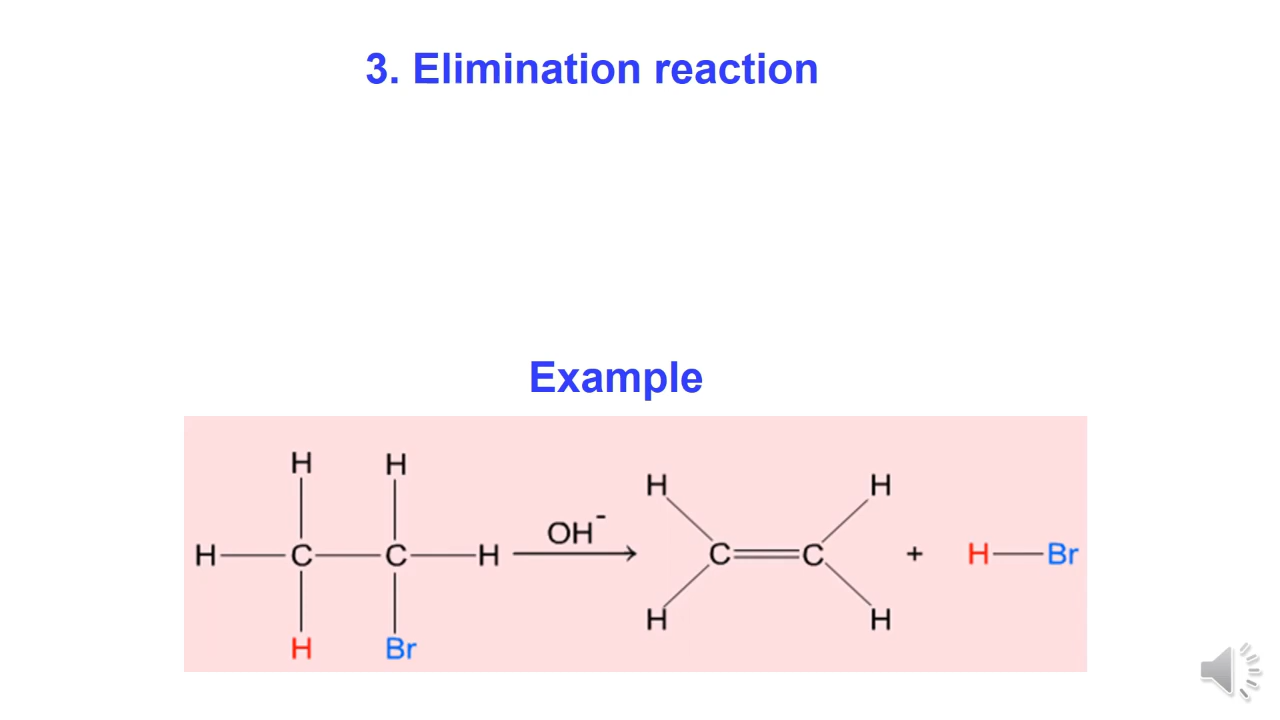 3. Elimination reaction
Example
H H
H H
H C C H OH⁻ C C + H Br
H H
H Br